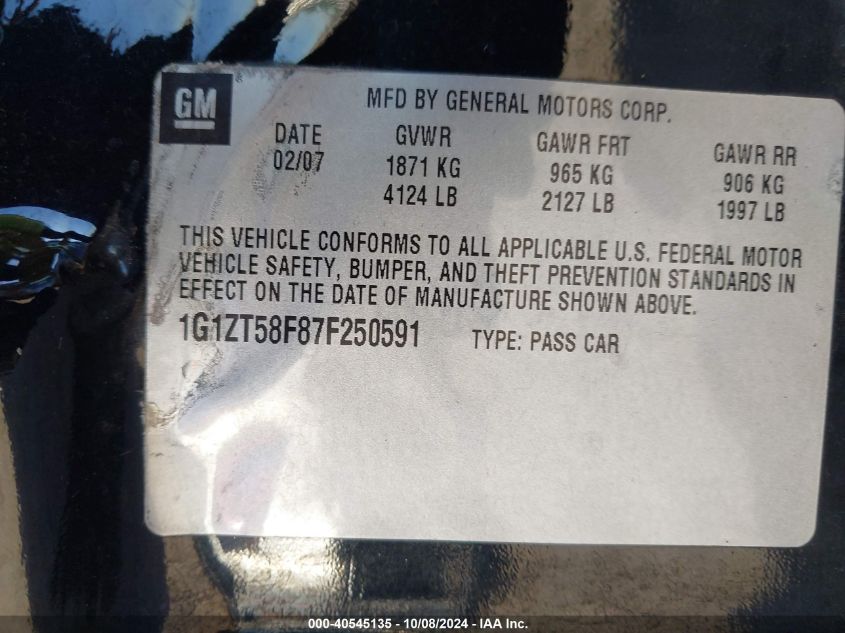 GM
MFD BY GENERAL MOTORS CORP.
DATE GVWR GAWR FRT GAWR RR
02/07 1871 KG 965 KG 906 KG
4124 LB 2127 LB 1997 LB
THIS VEHICLE CONFORMS TO ALL APPLICABLE U.S. FEDERAL MOTOR
VEHICLE SAFETY, BUMPER, AND THEFT PREVENTION STANDARDS IN
EFFECT ON THE DATE OF MANUFACTURE SHOWN ABOVE.
1G1ZT58F87F250591 TYPE: PASS CAR
000-40545135 - 10/08/2024 - IAA Inc.